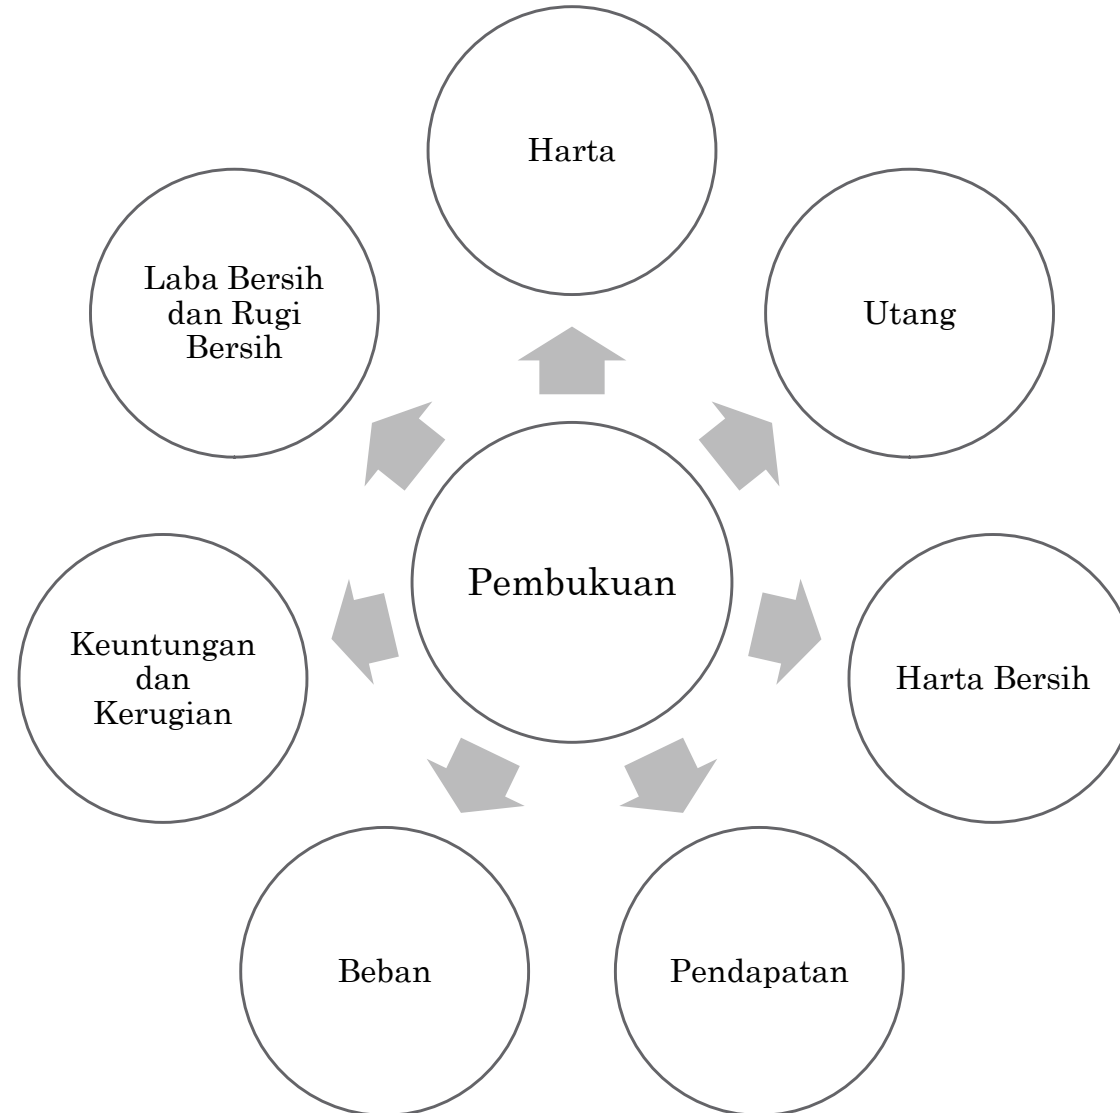 Harta
Utang
Harta Bersih
Pendapatan
Beban
Keuntungan
dan
Kerugian
Laba Bersih
dan Rugi
Bersih
Pembukuan